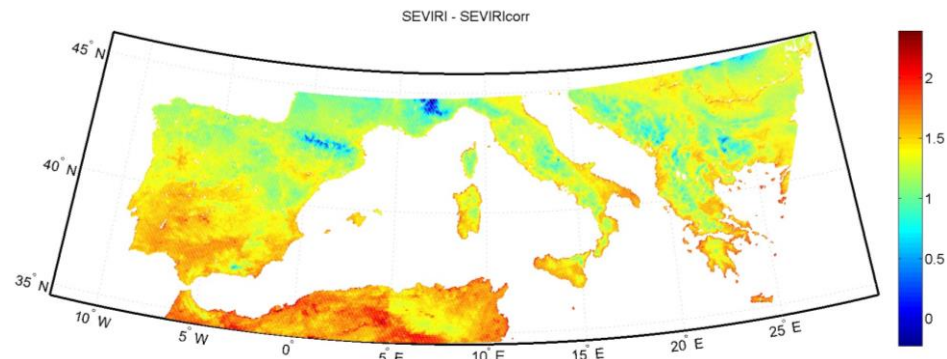 SEVIRI - SEVIRIcorr
45° N
40° N
35° N
10° W
5° W
0°
5° E
10° E
15° E
20° E
25° E
2
1.5
1
0.5
0